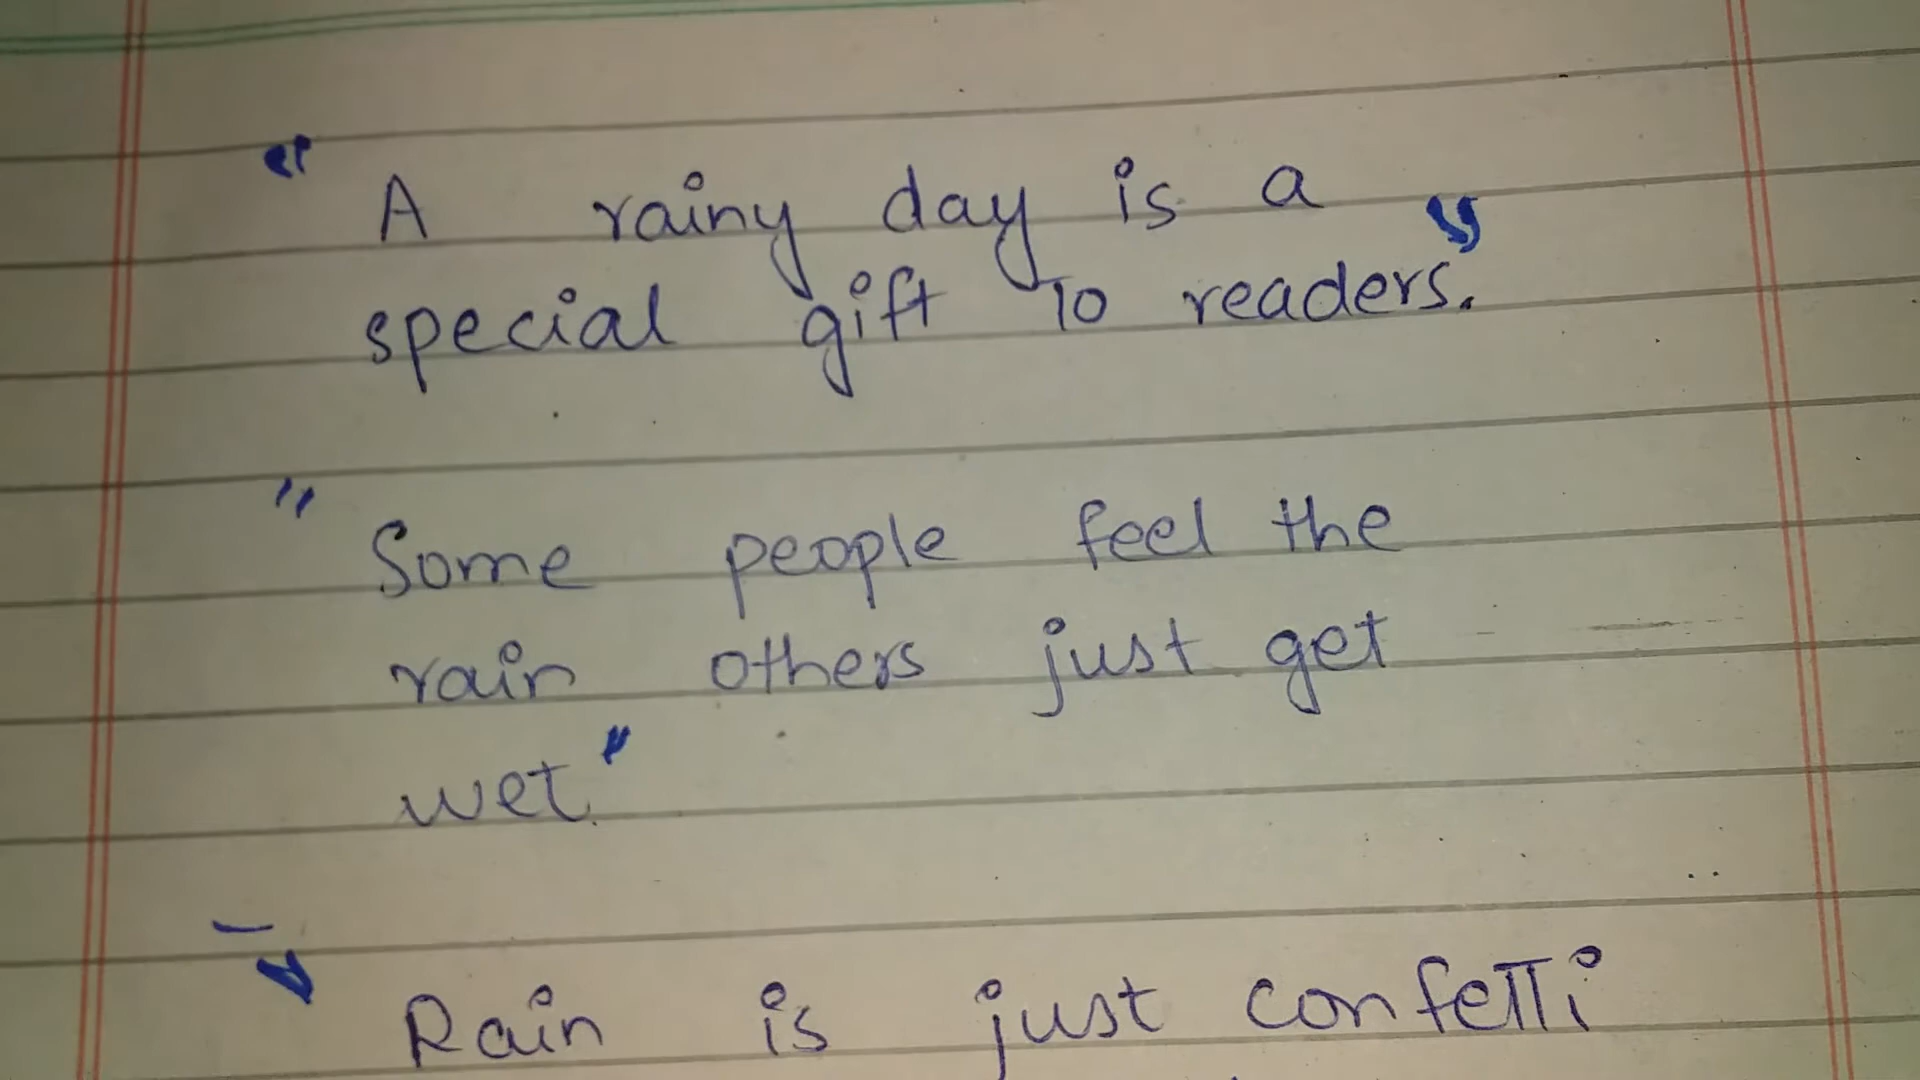 " A rainy day is a
special gift to readers."
" Some people feel the
rain others just get
wet."
" Rain is just confetti